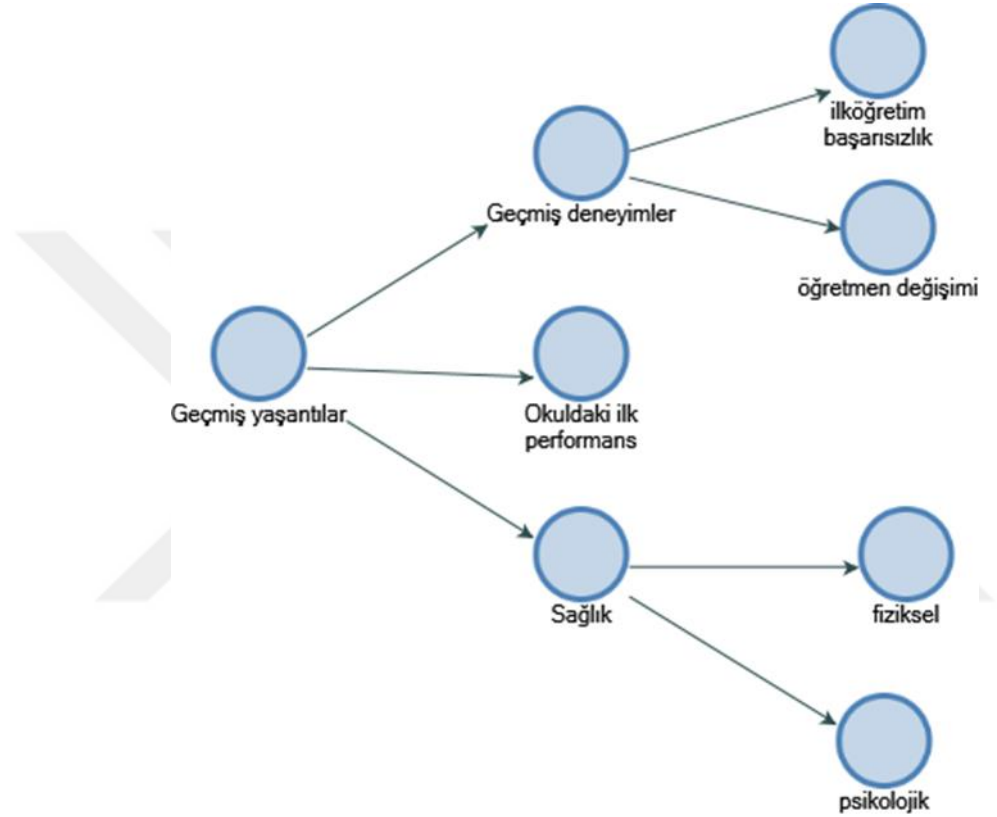 ilköğretim
başarısızlık
Geçmiş deneyimler
öğretmen değişimi
Geçmiş yaşantılar
Okuldaki ilk
performans
Sağlık
fiziksel
psikolojik